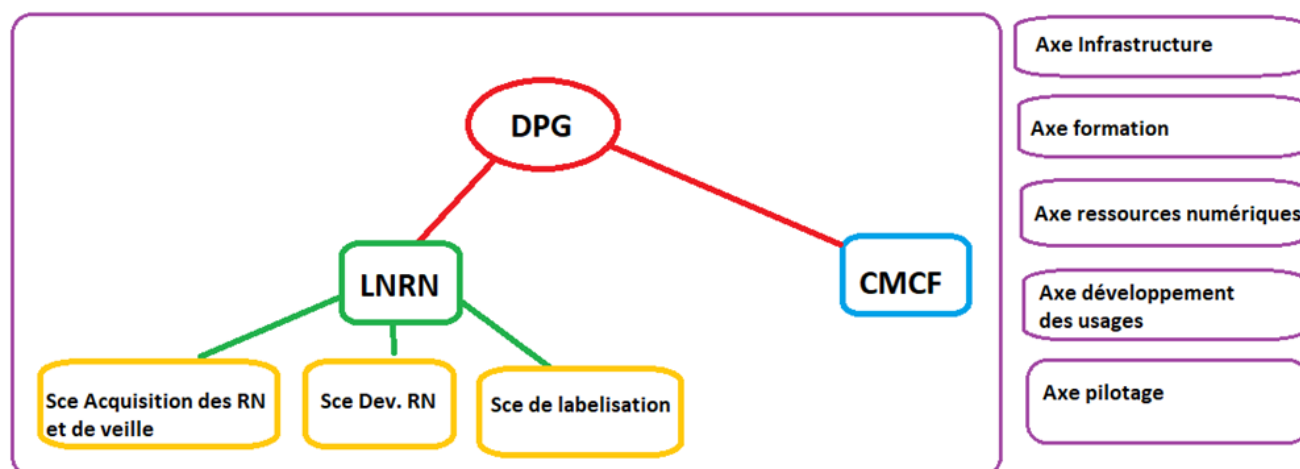 DPG
LNRN
CMCF
Sce Acquisition des RN
et de veille
Sce Dev. RN
Sce de labelisation
Axe Infrastructure
Axe formation
Axe ressources numériques
Axe développement
des usages
Axe pilotage